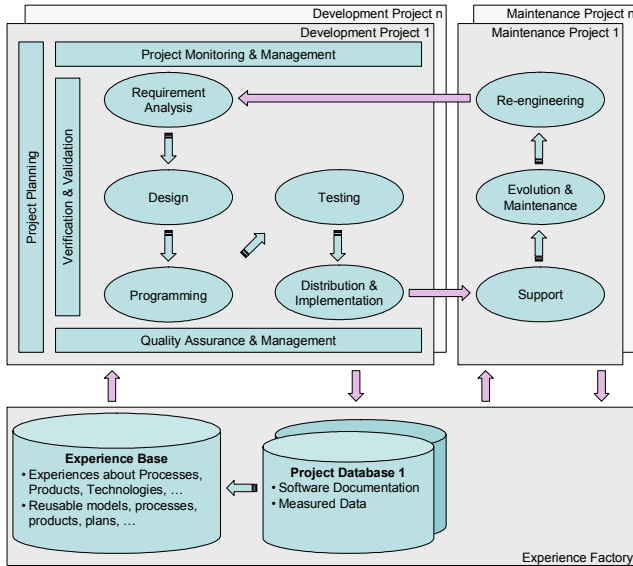 Development Project n
Development Project 1
Project Monitoring & Management
Project Planning
Verification & Validation
Requirement
Analysis
Design
Programming
Testing
Distribution &
Implementation
Quality Assurance & Management
Maintenance Project n
Maintenance Project 1
Re-engineering
Evolution &
Maintenance
Support
Experience Base
• Experiences about Processes,
Products, Technologies, …
• Reusable models, processes,
products, plans, …
Project Database 1
• Software Documentation
• Measured Data
Experience Factory